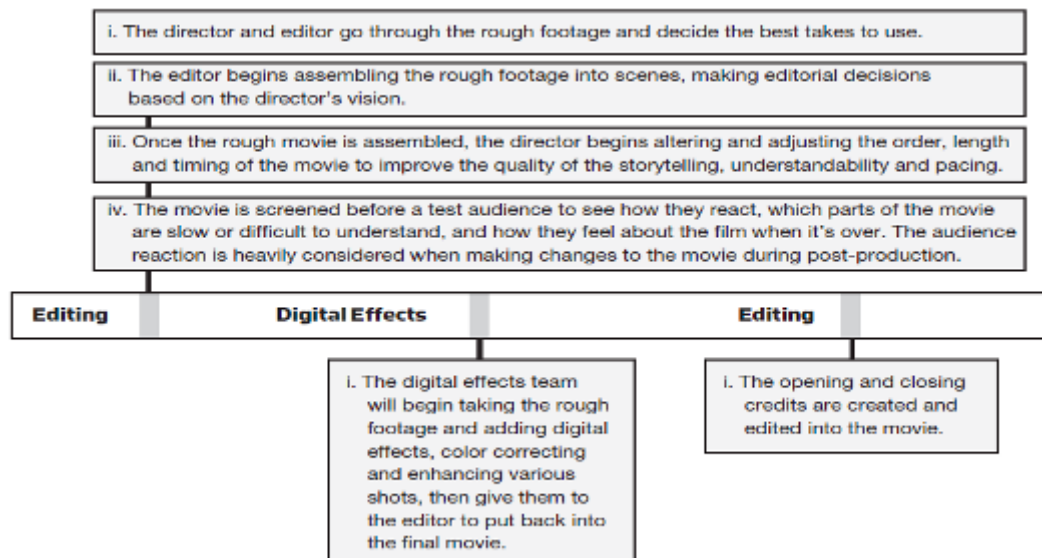 i. The director and editor go through the rough footage and decide the best takes to use.
ii. The editor begins assembling the rough footage into scenes, making editorial decisions
based on the director's vision.
iii. Once the rough movie is assembled, the director begins altering and adjusting the order, length
and timing of the movie to improve the quality of the storytelling, understandability and pacing.
iv. The movie is screened before a test audience to see how they react, which parts of the movie
are slow or difficult to understand, and how they feel about the film when it's over. The audience
reaction is heavily considered when making changes to the movie during post-production.
Editing Digital Effects Editing
i. The digital effects team
will begin taking the rough
footage and adding digital
effects, color correcting
and enhancing various
shots, then give them to
the editor to put back into
the final movie.
i. The opening and closing
credits are created and
edited into the movie.